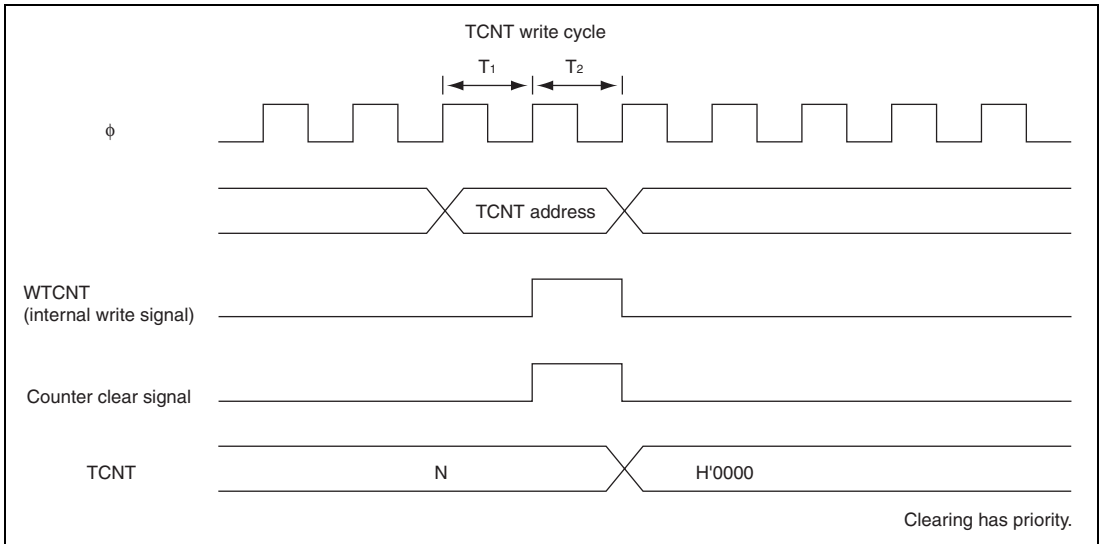 TCNT write cycle
T1 T2
ϕ
TCNT address
WTCNT
(internal write signal)
Counter clear signal
TCNT N H'0000
Clearing has priority.